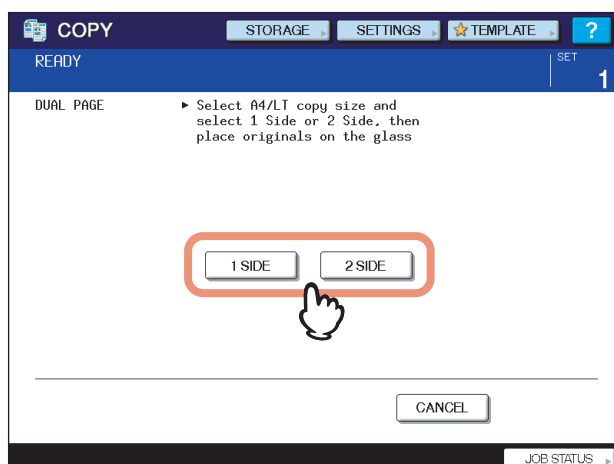 COPY
STORAGE
SETTINGS
TEMPLATE
?
READY
SET
1
DUAL PAGE
▶ Select A4/LT copy size and
select 1 Side or 2 Side, then
place originals on the glass
1 SIDE
2 SIDE
CANCEL
JOB STATUS